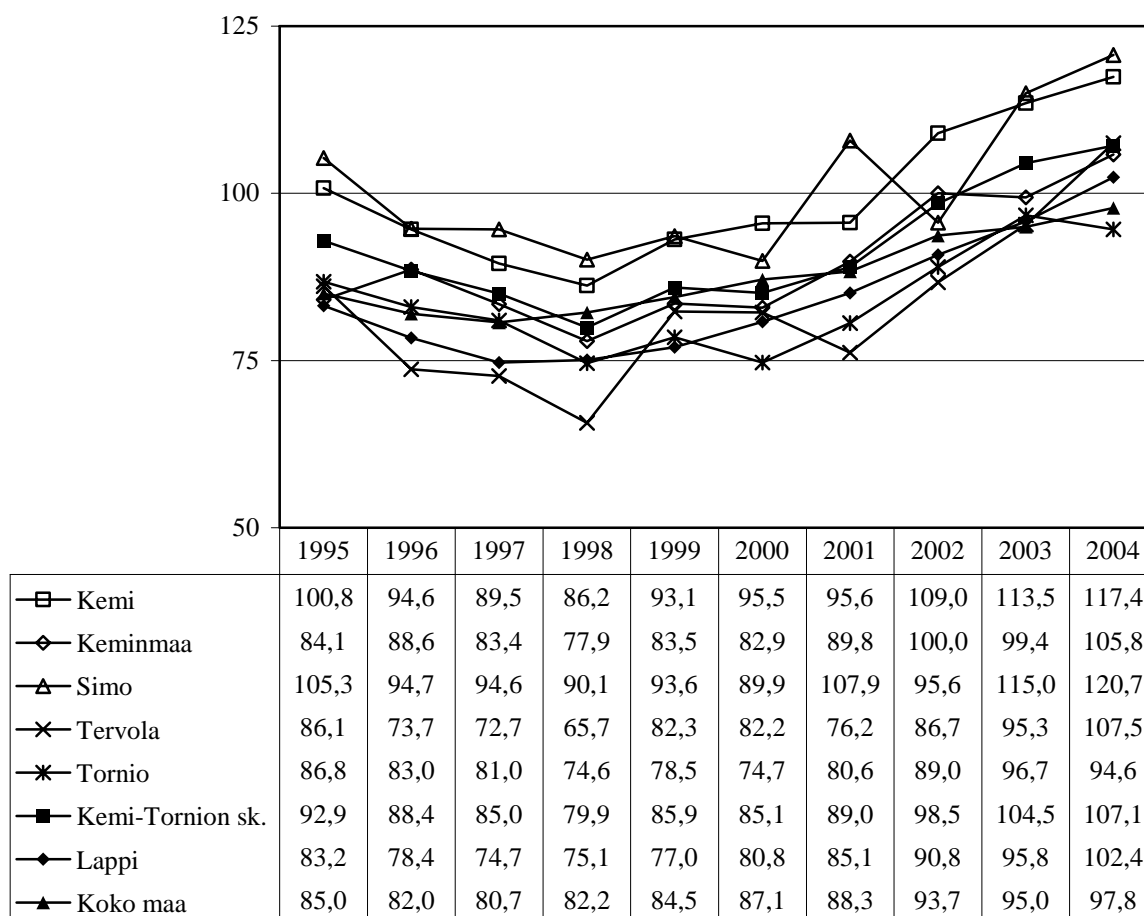 125
100
75
50
1995 1996 1997 1998 1999 2000 2001 2002 2003 2004
Kemi 100,8 94,6 89,5 86,2 93,1 95,5 95,6 109,0 113,5 117,4
Keminmaa 84,1 88,6 83,4 77,9 83,5 82,9 89,8 100,0 99,4 105,8
Simo 105,3 94,7 94,6 90,1 93,6 89,9 107,9 95,6 115,0 120,7
Tervola 86,1 73,7 72,7 65,7 82,3 82,2 76,2 86,7 95,3 107,5
Tornio 86,8 83,0 81,0 74,6 78,5 74,7 80,6 89,0 96,7 94,6
Kemi-Tornion sk. 92,9 88,4 85,0 79,9 85,9 85,1 89,0 98,5 104,5 107,1
Lappi 83,2 78,4 74,7 75,1 77,0 80,8 85,1 90,8 95,8 102,4
Koko maa 85,0 82,0 80,7 82,2 84,5 87,1 88,3 93,7 95,0 97,8